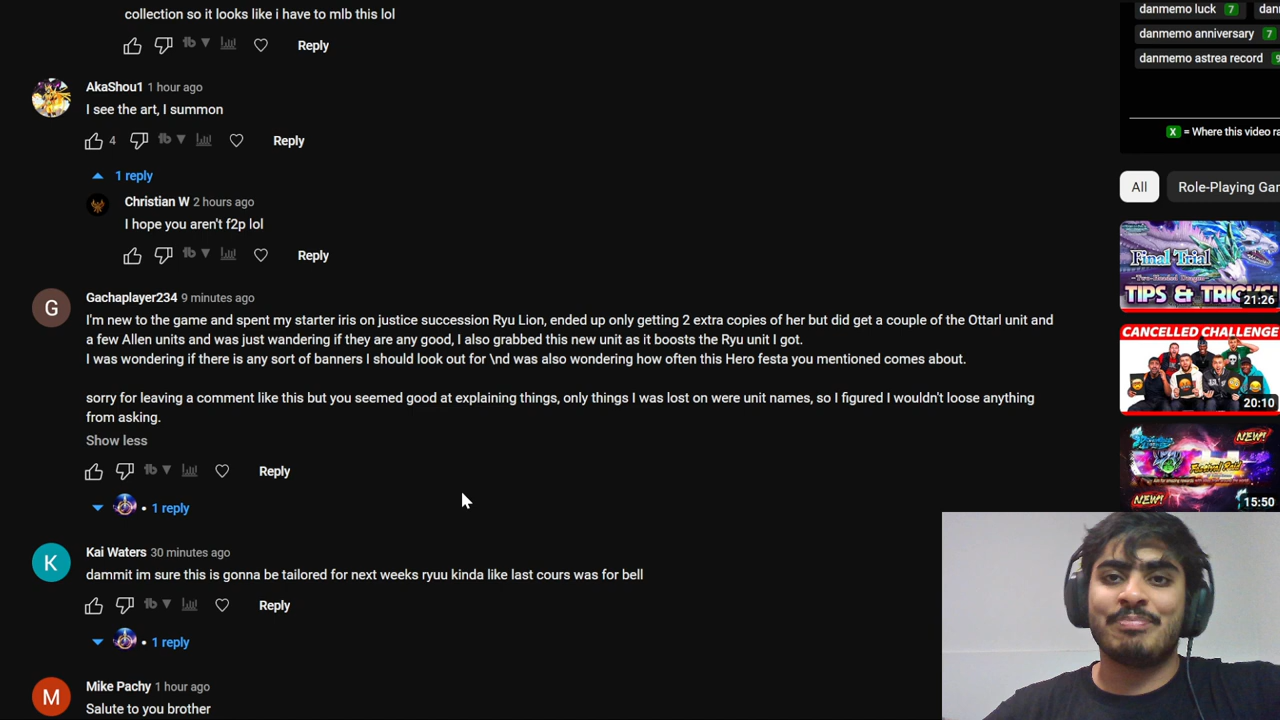 collection so it looks like i have to mlb this lol
Reply
AkaShou1 1 hour ago
I see the art, I summon
4 Reply
1 reply
Christian W 2 hours ago
I hope you aren't f2p lol
Reply
G
Gachaplayer234 9 minutes ago
I'm new to the game and spent my starter iris on justice succession Ryu Lion, ended up only getting 2 extra copies of her but did get a couple of the Ottarl unit and
a few Allen units and was just wandering if they are any good, I also grabbed this new unit as it boosts the Ryu unit I got.
I was wondering if there is any sort of banners I should look out for \nd was also wondering how often this Hero festa you mentioned comes about.
sorry for leaving a comment like this but you seemed good at explaining things, only things I was lost on were unit names, so I figured I wouldn't loose anything
from asking.
Show less
Reply
• 1 reply
K
Kai Waters 30 minutes ago
dammit im sure this is gonna be tailored for next weeks ryuu kinda like last cours was for bell
Reply
• 1 reply
M
Mike Pachy 1 hour ago
Salute to you brother
danmemo luck 7 dan
danmemo anniversary 7
danmemo astrea record 9
X = Where this video ra
All Role-Playing Gar
Final Trial
-Two-Headed Dragon-
TIPS & TRICKS!
21:26
CANCELLED CHALLENGE
20:10
NEW!
Festival Raid
NEW!
15:50